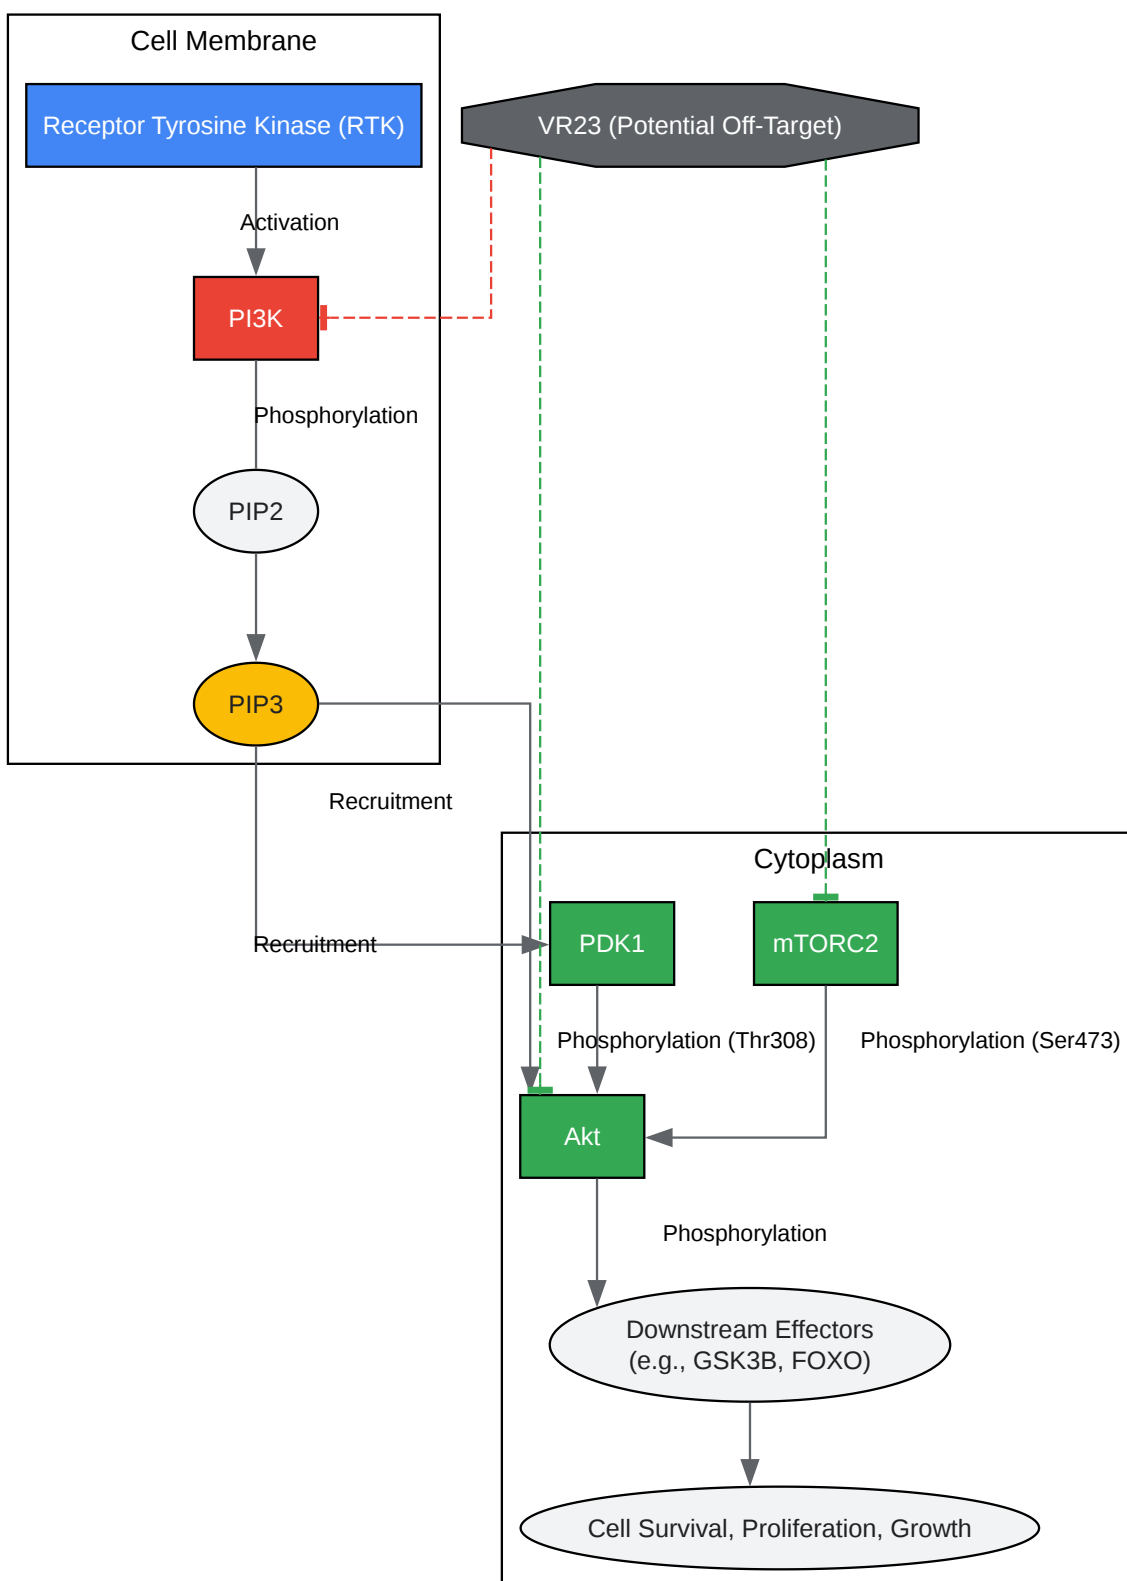 Cell Membrane
Receptor Tyrosine Kinase (RTK)
VR23 (Potential Off-Target)
Activation
PI3K
Phosphorylation
PIP2
PIP3
Recruitment
Cytoplasm
Recruitment
PDK1
mTORC2
Phosphorylation (Thr308)
Phosphorylation (Ser473)
Akt
Phosphorylation
Downstream Effectors
(e.g., GSK3B, FOXO)
Cell Survival, Proliferation, Growth